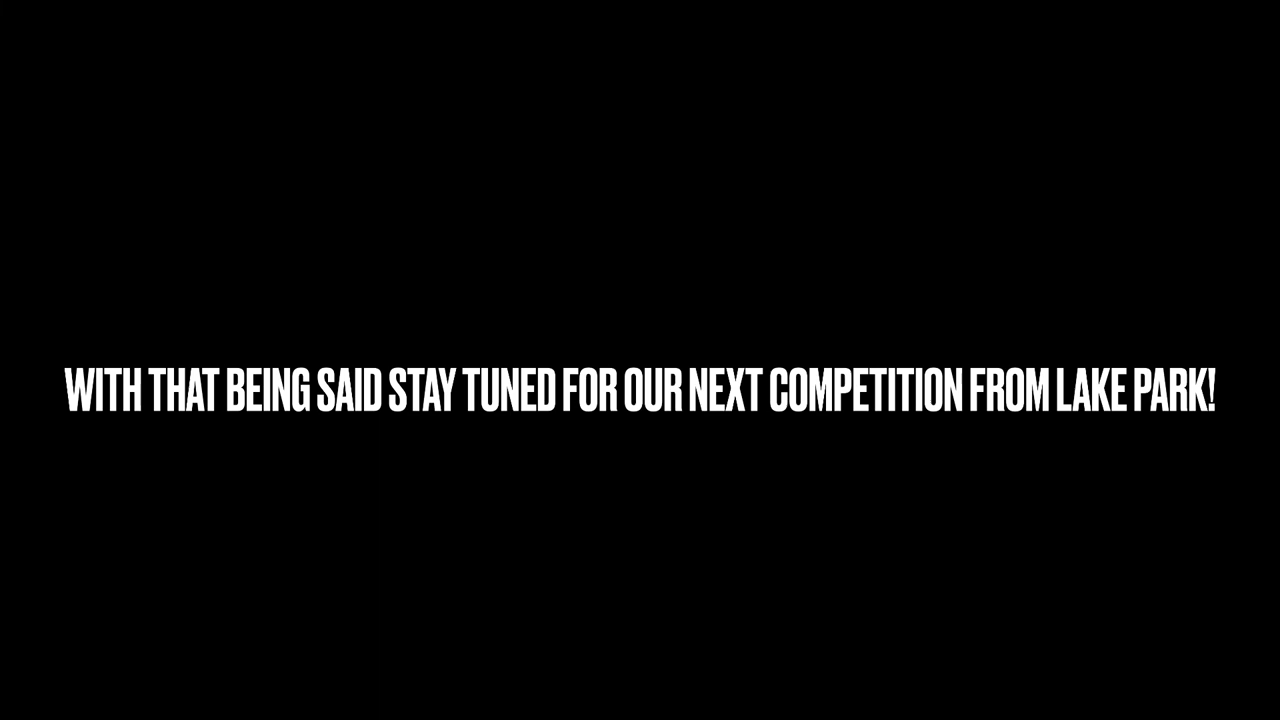 WITH THAT BEING SAID STAY TUNED FOR OUR NEXT COMPETITION FROM LAKE PARK!